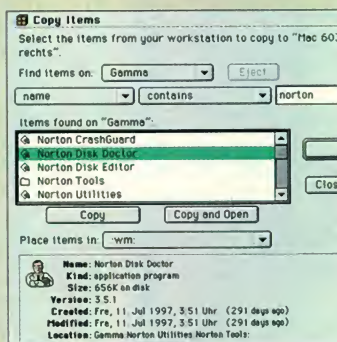 Copy Items
Select the items from your workstation to copy to "Mac 603
rechts".
Find items on: Gamma Eject
name contains norton
Items found on "Gamma":
Norton CrashGuard
Norton Disk Doctor
Norton Disk Editor
Norton Tools
Norton Utilities
Clos
Copy Copy and Open
Place items in: :wm:
Name: Norton Disk Doctor
Kind: application program
Size: 656K on disk
Version: 3.5.1
Created: Fre, 11. Jul 1997, 3:51 Uhr (291 days ago)
Modified: Fre, 11. Jul 1997, 3:51 Uhr (291 days ago)
Location: Gamma:Norton Utilities:Norton Tools: